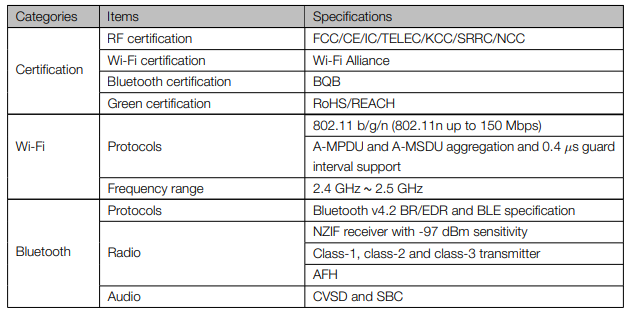 Categories Items Specifications
Certification
RF certification FCC/CE/IC/TELEC/KCC/SRRC/NCC
Wi-Fi certification Wi-Fi Alliance
Bluetooth certification BQB
Green certification RoHS/REACH
Wi-Fi
Protocols
802.11 b/g/n (802.11n up to 150 Mbps)
A-MPDU and A-MSDU aggregation and 0.4 μs guard
interval support
Frequency range 2.4 GHz ~ 2.5 GHz
Bluetooth
Protocols Bluetooth v4.2 BR/EDR and BLE specification
Radio
NZIF receiver with -97 dBm sensitivity
Class-1, class-2 and class-3 transmitter
AFH
Audio CVSD and SBC